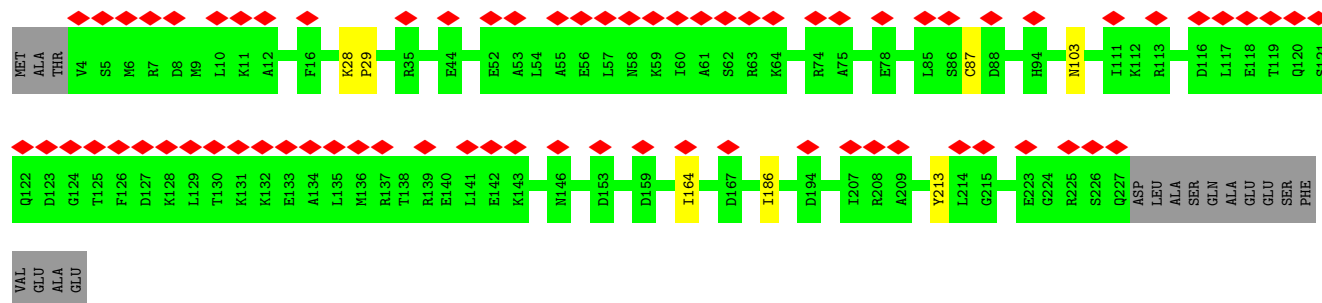 MET ALA THR V4 S5 M6 R7 D8 M9 L10 K11 A12 F16 K28 P29 R35 E44 E52 A53 L54 A55 E56 L57 N58 K59 I60 A61 S62 R63 K64 R74 A75 E78 L85 S86 C87 D88 H94 N103 I111 K112 R113 D116 L117 E118 T119 Q120 S121
Q122 D123 G124 T125 F126 D127 K128 L129 T130 K131 K132 E133 A134 L135 M136 R137 T138 R139 E140 L141 E142 K143 N146 D153 D159 I164 D167 I186 D194 I207 R208 A209 Y213 L214 G215 E223 G224 R225 S226 Q227 ASP LEU ALA SER GLN ALA GLU GLU SER PHE
VAL GLU ALA GLU